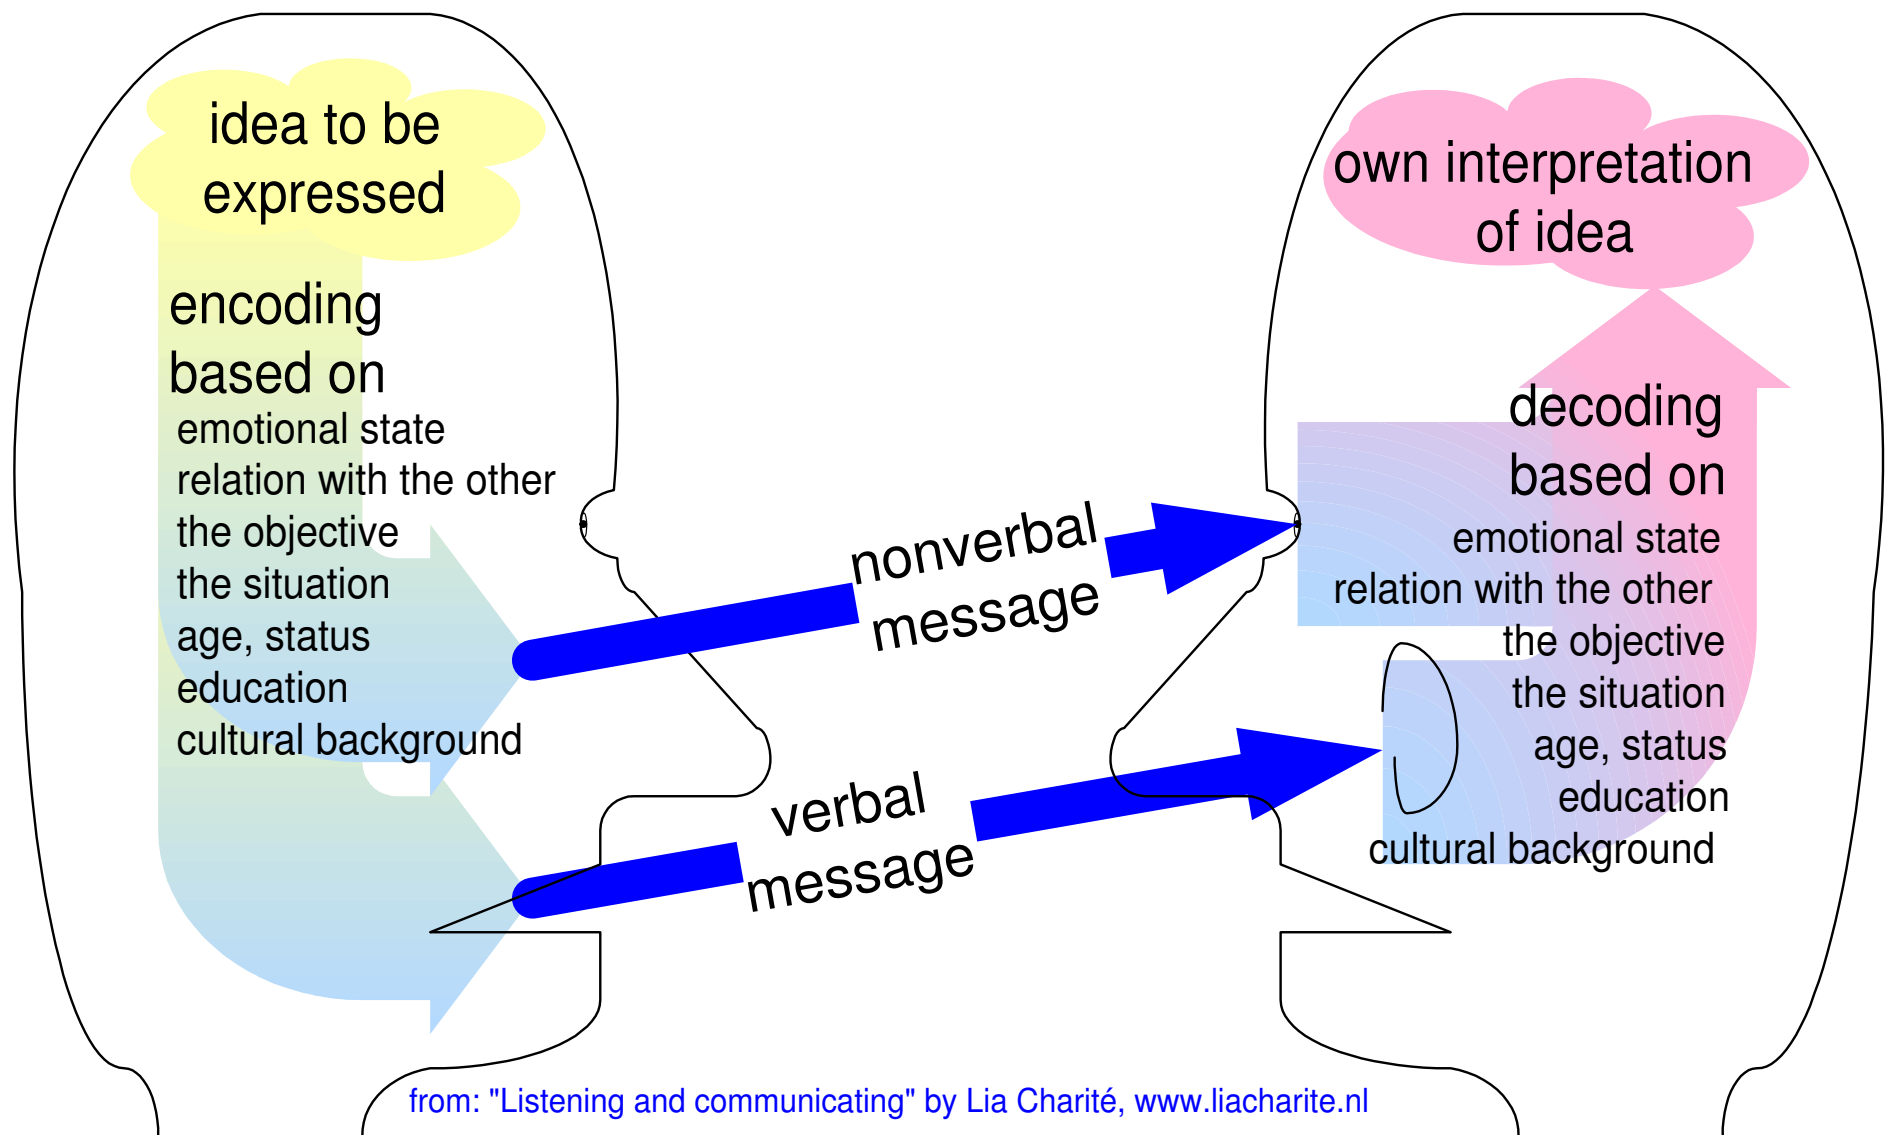 idea to be
expressed
encoding
based on
emotional state
relation with the other
the objective
the situation
age, status
education
cultural background
nonverbal
message
verbal
message
own interpretation
of idea
decoding
based on
emotional state
relation with the other
the objective
the situation
age, status
education
cultural background
from: "Listening and communicating" by Lia Charité, www.liacharite.nl